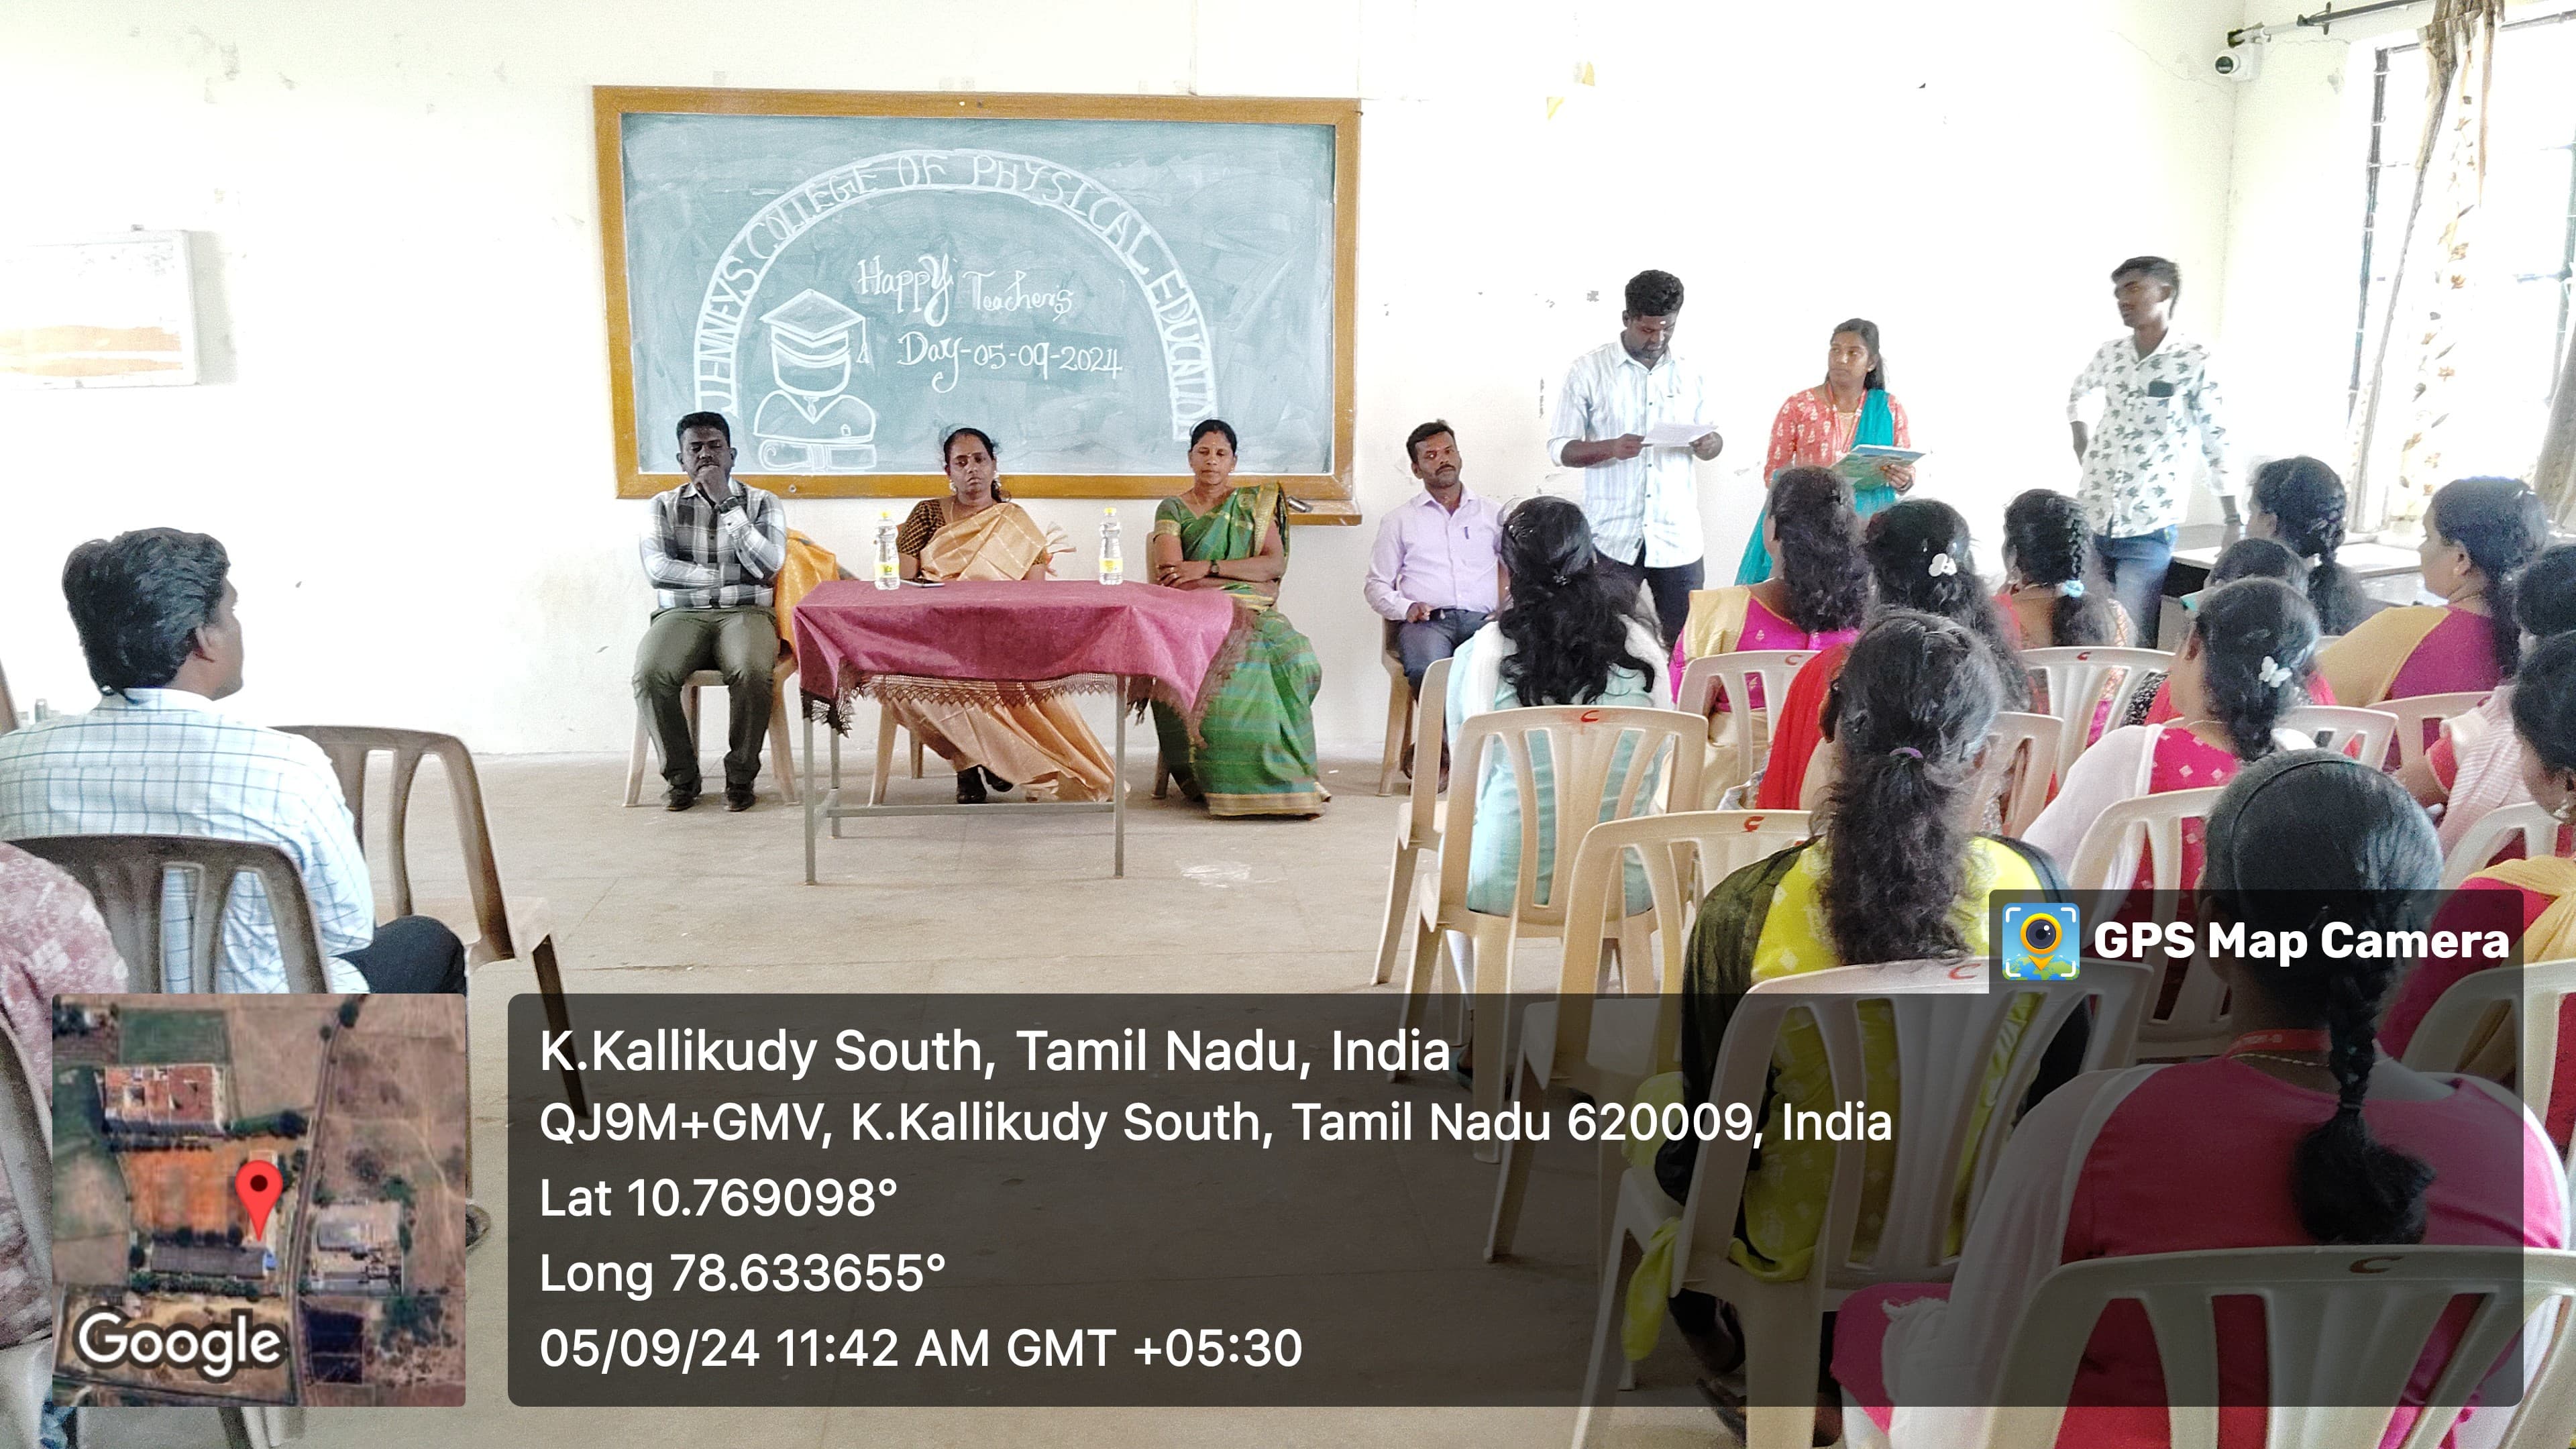 JENNEYS COLLEGE OF PHYSICAL EDUCATION
Happy Teachers
Day-05-09-2024
GPS Map Camera
K.Kallikudy South, Tamil Nadu, India
QJ9M+GMV, K.Kallikudy South, Tamil Nadu 620009, India
Lat 10.769098°
Long 78.633655°
05/09/24 11:42 AM GMT +05:30
Google